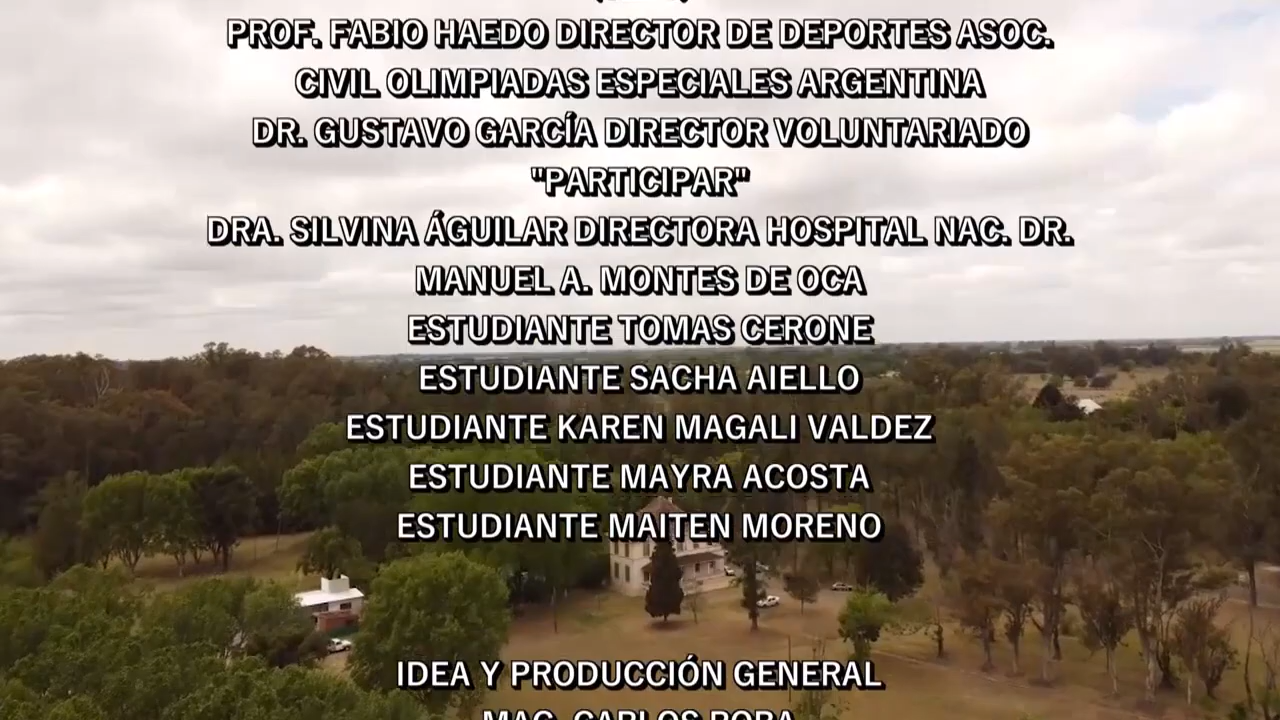 PROF. FABIO HAEDO DIRECTOR DE DEPORTES ASOC.
CIVIL OLIMPIADAS ESPECIALES ARGENTINA
DR. GUSTAVO GARCÍA DIRECTOR VOLUNTARIADO
"PARTICIPAR"
DRA. SILVINA ÁGUILAR DIRECTORA HOSPITAL NAC. DR.
MANUEL A. MONTES DE OCA
ESTUDIANTE TOMAS CERONE
ESTUDIANTE SACHA AIELLO
ESTUDIANTE KAREN MAGALI VALDEZ
ESTUDIANTE MAYRA ACOSTA
ESTUDIANTE MAITEN MORENO
IDEA Y PRODUCCIÓN GENERAL
MAG. CARLOS